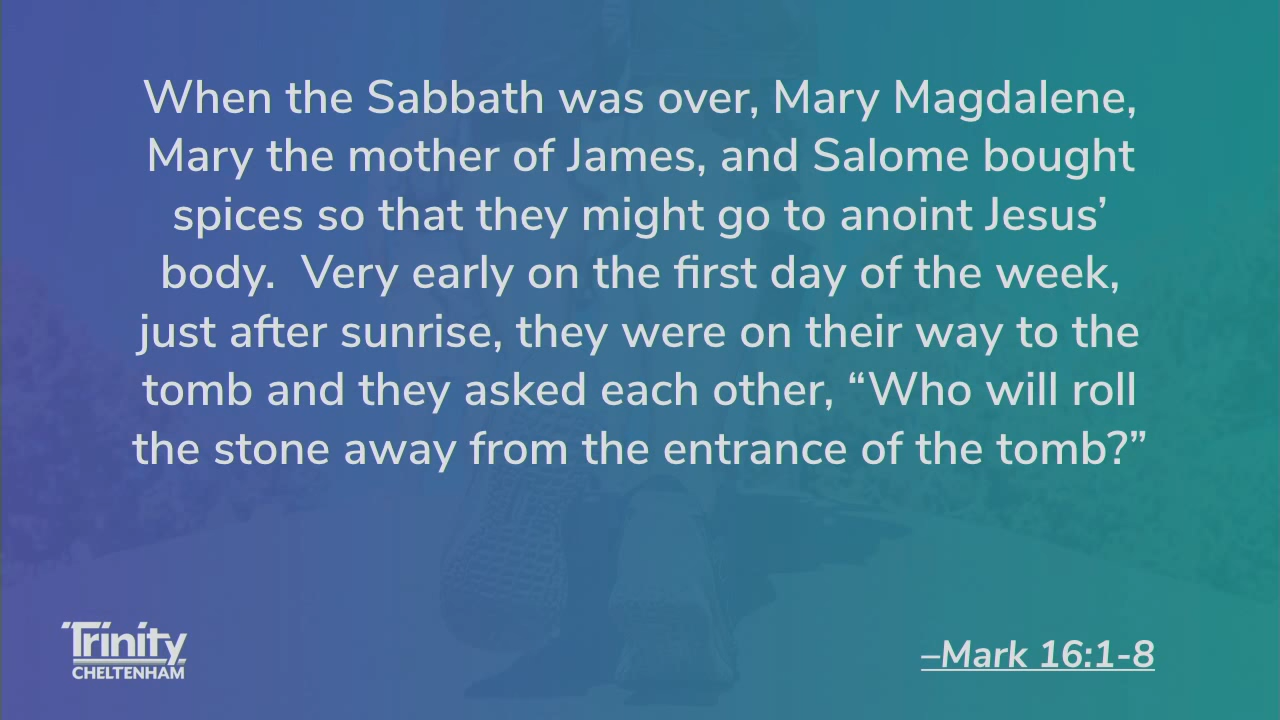 When the Sabbath was over, Mary Magdalene,
Mary the mother of James, and Salome bought
spices so that they might go to anoint Jesus’
body.  Very early on the first day of the week,
just after sunrise, they were on their way to the
tomb and they asked each other, “Who will roll
the stone away from the entrance of the tomb?”
Trinity
CHELTENHAM
–Mark 16:1-8